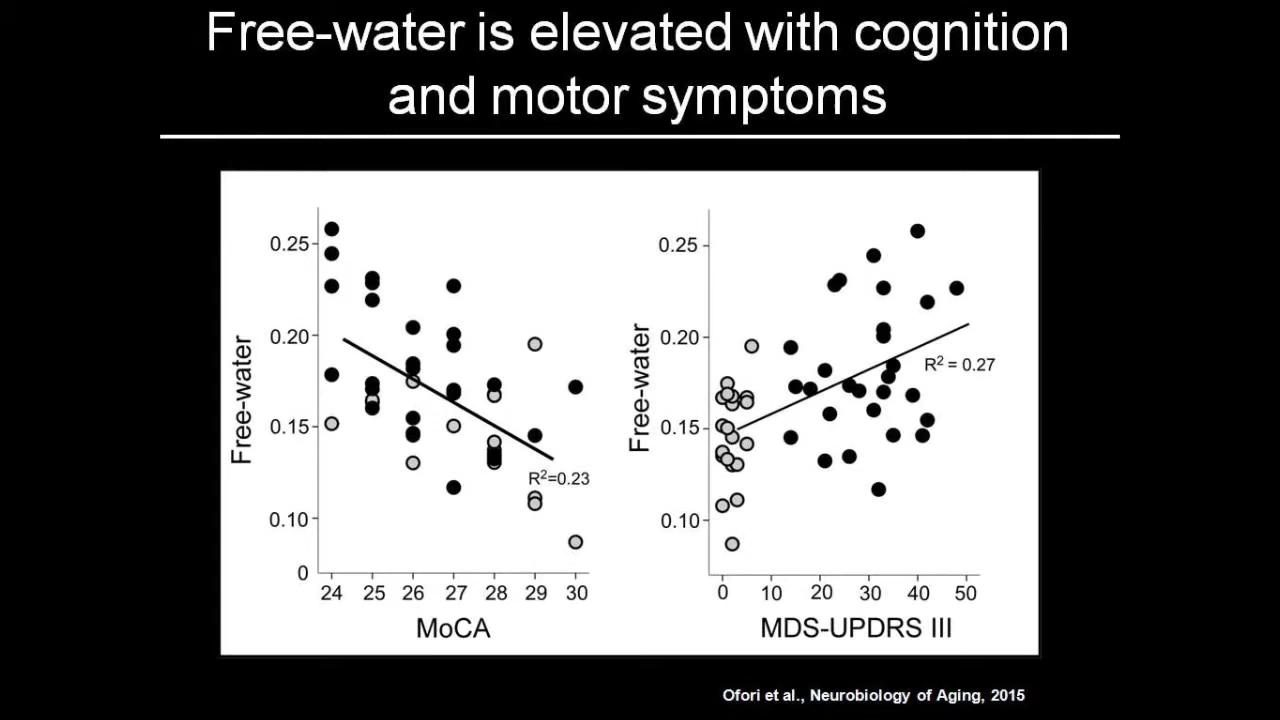 Free-water is elevated with cognition
and motor symptoms
0.25
0.20
0.15
0.10
0
Free-water
R²=0.23
24 25 26 27 28 29 30
MoCA
0.25
0.20
0.15
0.10
Free-water
R² = 0.27
0 10 20 30 40 50
MDS-UPDRS III
Ofori et al., Neurobiology of Aging, 2015